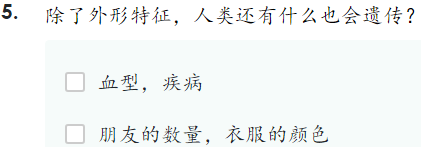 5. 除了外形特征，人类还有什么也会遗传？
血型，疾病
朋友的数量，衣服的颜色